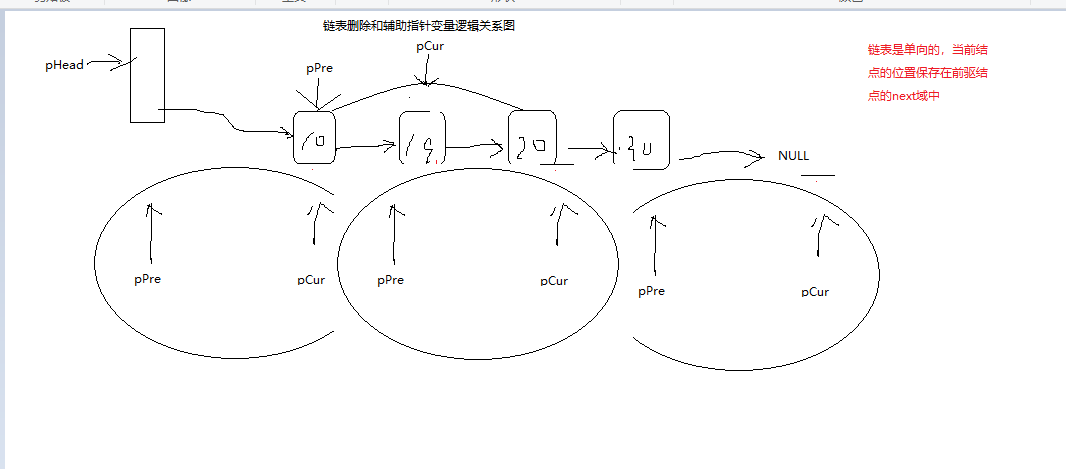 链表删除和辅助指针变量逻辑关系图
pCur
pHead
pPre
链表是单向的，当前结
点的位置保存在前驱结
点的next域中
10
20
30
NULL
pPre
pCur
pPre
pCur
pPre
pCur